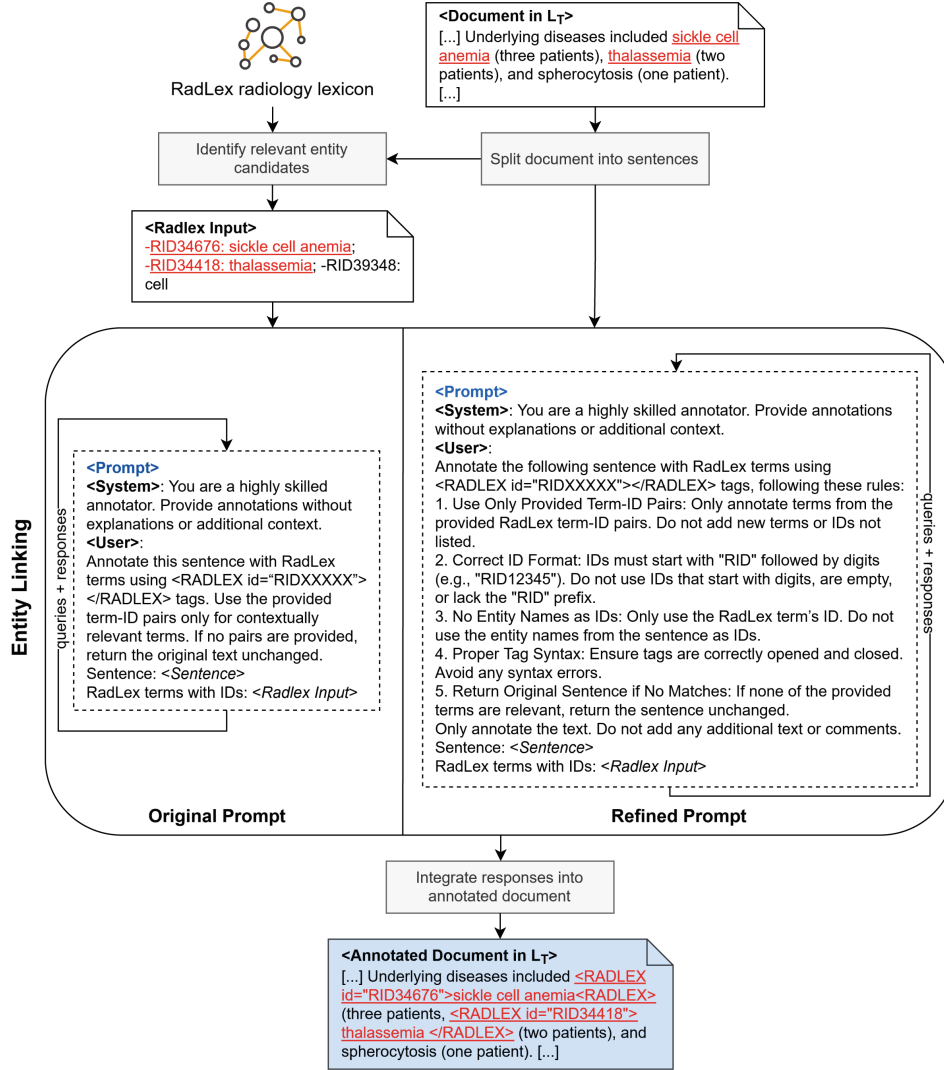 RadLex radiology lexicon
<Document in LT>
[...] Underlying diseases included sickle cell
anemia (three patients), thalassemia (two
patients), and spherocytosis (one patient).
[...]
Identify relevant entity
candidates
Split document into sentences
<Radlex Input>
-RID34676: sickle cell anemia;
-RID34418: thalassemia; -RID39348:
cell
Entity Linking
queries + responses
<Prompt>
<System>: You are a highly skilled
annotator. Provide annotations without
explanations or additional context.
<User>:
Annotate this sentence with RadLex
terms using <RADLEX id=“RIDXXXXX”>
</RADLEX> tags. Use the provided
term-ID pairs only for contextually
relevant terms. If no pairs are provided,
return the original text unchanged.
Sentence: <Sentence>
RadLex terms with IDs: <Radlex Input>
Original Prompt
<Prompt>
<System>: You are a highly skilled annotator. Provide annotations
without explanations or additional context.
<User>:
Annotate the following sentence with RadLex terms using
<RADLEX id="RIDXXXXX"></RADLEX> tags, following these rules:
1. Use Only Provided Term-ID Pairs: Only annotate terms from the
provided RadLex term-ID pairs. Do not add new terms or IDs not
listed.
2. Correct ID Format: IDs must start with "RID" followed by digits
(e.g., "RID12345"). Do not use IDs that start with digits, are empty,
or lack the "RID" prefix.
3. No Entity Names as IDs: Only use the RadLex term’s ID. Do not
use the entity names from the sentence as IDs.
4. Proper Tag Syntax: Ensure tags are correctly opened and closed.
Avoid any syntax errors.
5. Return Original Sentence if No Matches: If none of the provided
terms are relevant, return the sentence unchanged.
Only annotate the text. Do not add any additional text or comments.
Sentence: <Sentence>
RadLex terms with IDs: <Radlex Input>
queries + responses
Refined Prompt
Integrate responses into
annotated document
<Annotated Document in LT>
[...] Underlying diseases included <RADLEX
id="RID34676">sickle cell anemia<RADLEX>
(three patients, <RADLEX id="RID34418">
thalassemia </RADLEX> (two patients), and
spherocytosis (one patient). [...]